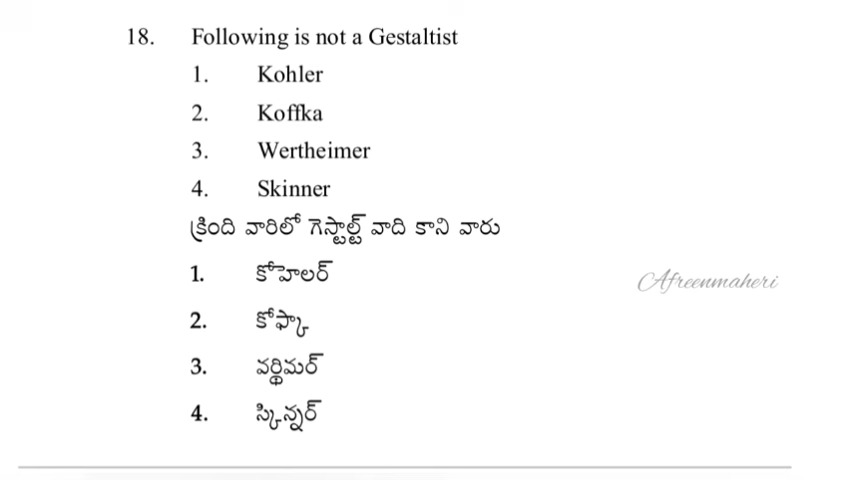 18. Following is not a Gestaltist
1. Kohler
2. Koffka
3. Wertheimer
4. Skinner
క్రింది వారిలో గెస్టాల్ట్ వాది కాని వారు
1. కోహెలర్
Afreenmaheri
2. కోఫ్కా
3. వర్థిమర్
4. స్కిన్నర్